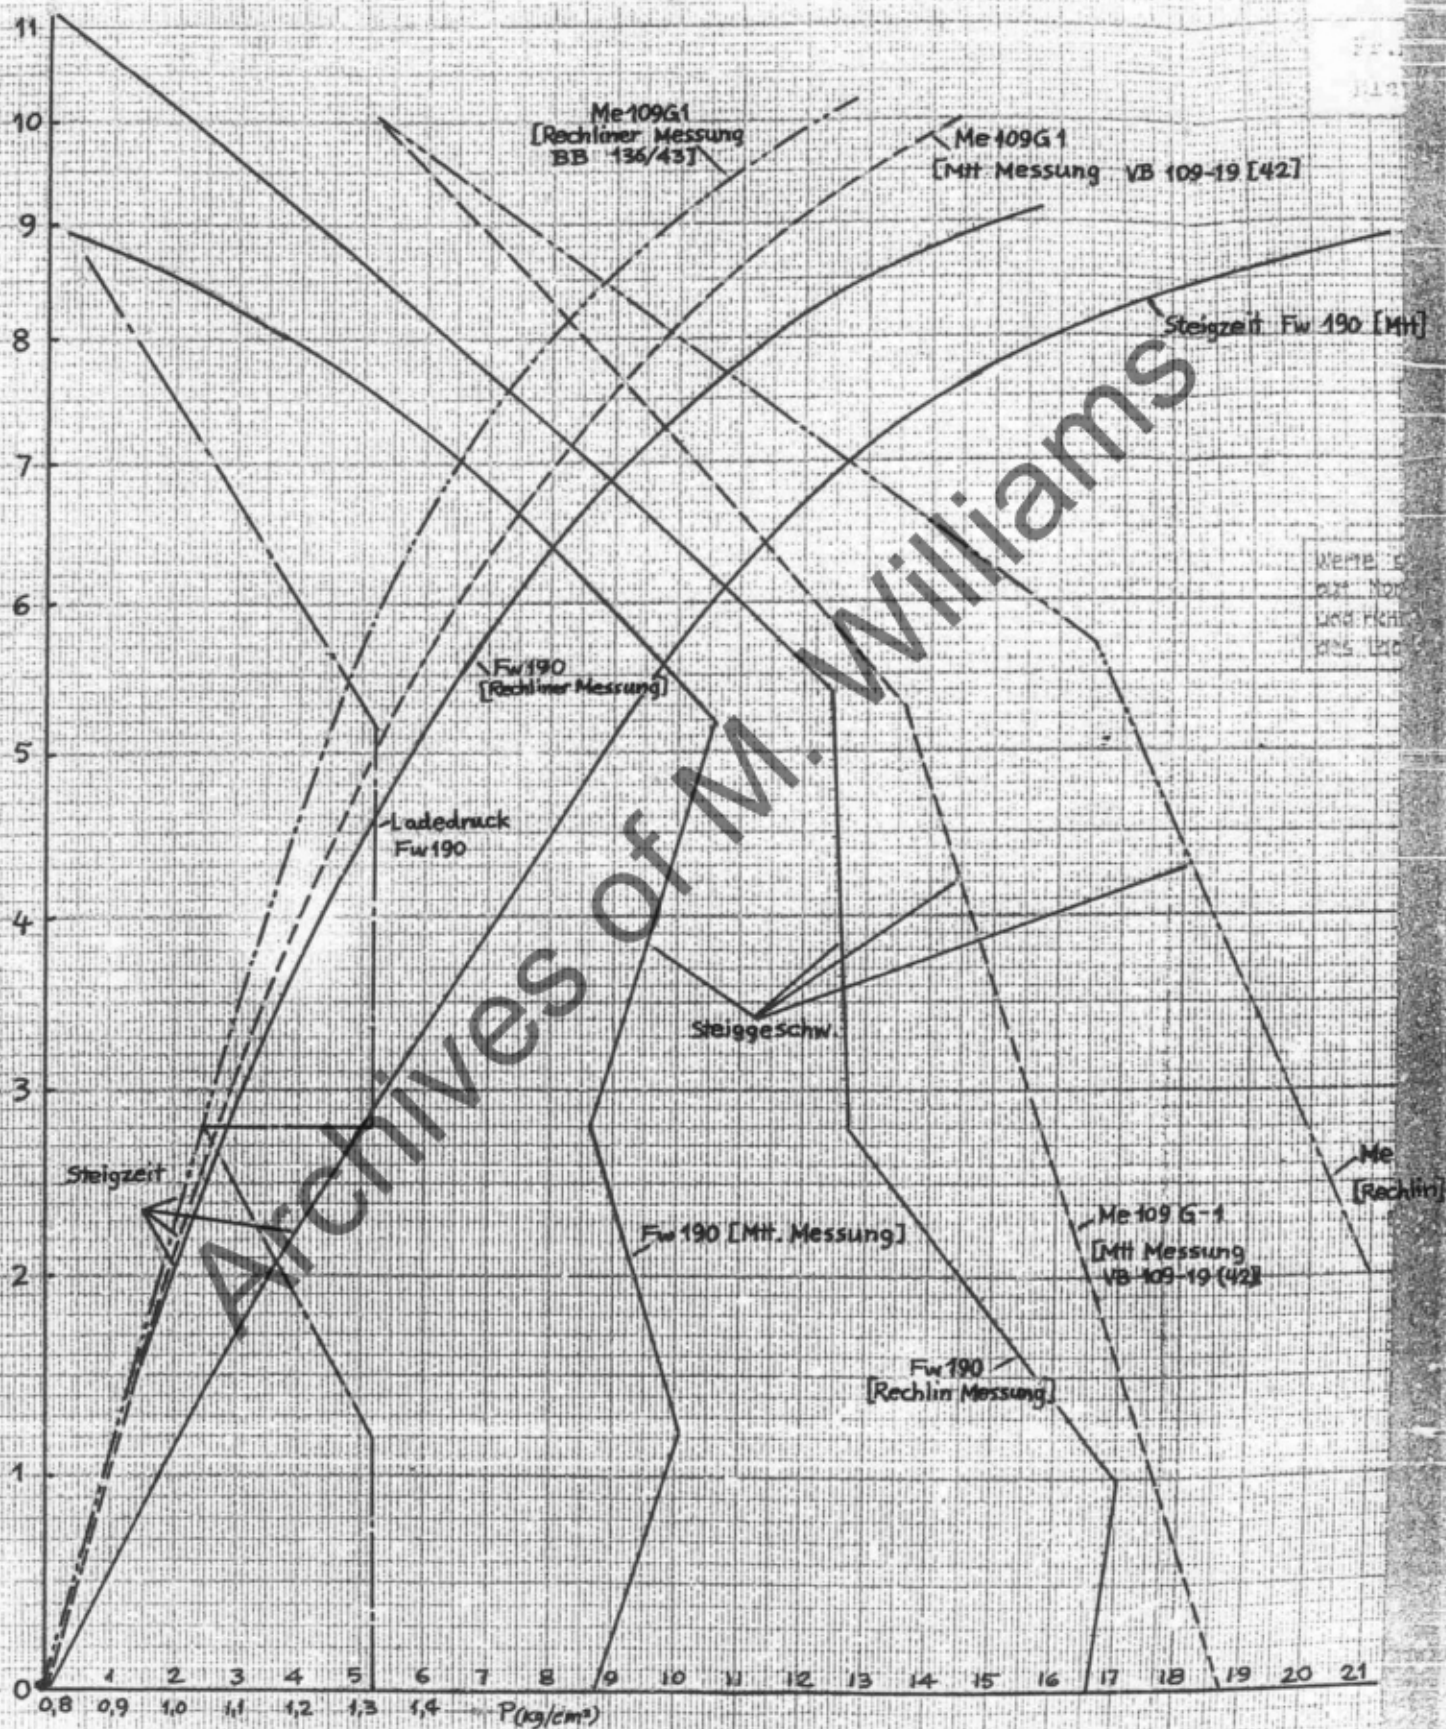 11
10
9
8
7
6
5
4
3
2
1
0
Me 109G1
[Rechliner Messung
BB 136/43]
Me 109G1
[Mtt Messung VB 109-19 [42]
Steigzeit Fw 190 [Mtt]
Werte
auf
und
des
Fw 190
[Rechliner Messung]
Ladedruck
Fw 190
Steiggeschw.
Steigzeit
Me
[Rechlin]
Me 109 G-1
[Mtt Messung
VB 109-19 (42)]
Fw 190 [Mtt. Messung]
Fw 190
[Rechlin Messung]
1 2 3 4 5 6 7 8 9 10 11 12 13 14 15 16 17 18 19 20 21
0,8 0,9 1,0 1,1 1,2 1,3 1,4 P (kg/cm²)
Archives of M. Williams